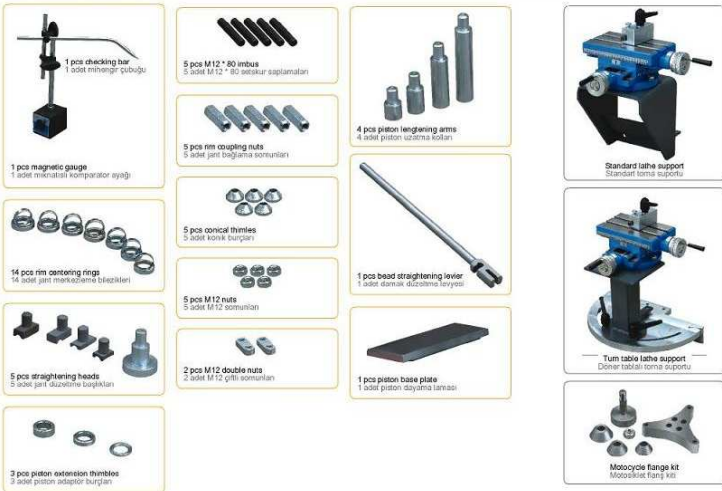 1 pcs checking bar
1 adet mihengir çubuğu
1 pcs magnetic gauge
1 adet mıknatıslı komparatör ayağı
14 pcs rim centering rings
14 adet jant merkezleme bilezikleri
5 pcs straightening heads
5 adet jant düzeltme başlıkları
3 pcs piston extension thimbles
3 adet piston adaptör burçları
5 pcs M12 * 80 imbus
5 adet M12 * 80 setskur saplamaları
5 pcs rim coupling nuts
5 adet jant bağlama somunları
5 pcs conical thimles
5 adet konik burçları
5 pcs M12 nuts
5 adet M12 somunları
2 pcs M12 double nuts
2 adet M12 çiftli somunları
4 pcs piston lengtening arms
4 adet piston uzatma kolları
1 pcs bead straightening levier
1 adet damak düzeltme levyesi
1 pcs piston base plate
1 adet piston dayama laması
Standard lathe support
Standart torna suportu
Turn table lathe support
Döner tablalı torna suportu
Motocycle flange kit
Motosiklet flanş kiti